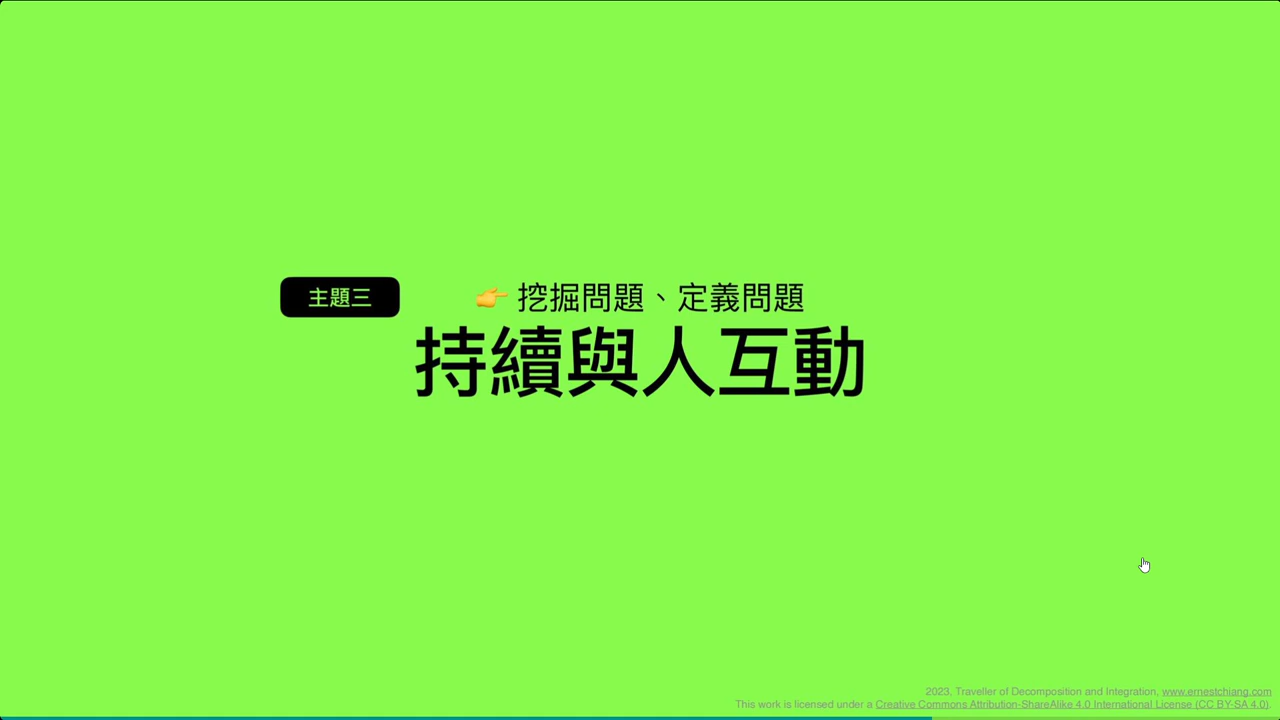 主題三
👉 挖掘問題、定義問題
持續與人互動
2023, Traveller of Decomposition and Integration, www.ernestchiang.com
This work is licensed under a Creative Commons Attribution-ShareAlike 4.0 International License (CC BY-SA 4.0).